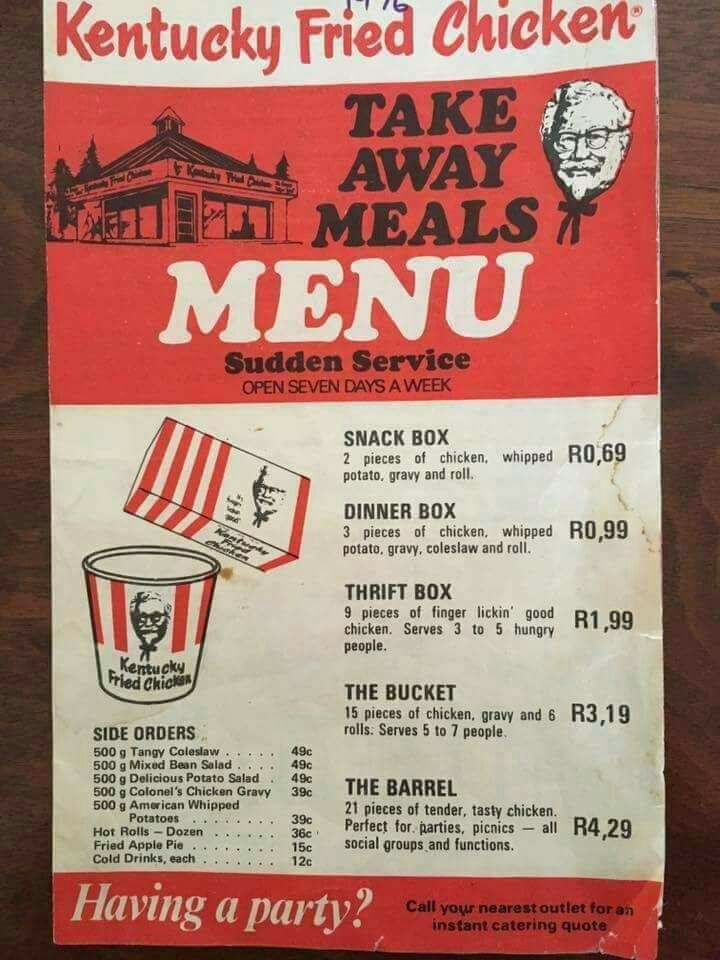 1976
Kentucky Fried Chicken®
TAKE
AWAY
MEALS
Kentucky Fried Chicken
MENU
Sudden Service
OPEN SEVEN DAYS A WEEK
SNACK BOX
2 pieces of chicken, whipped R0,69
potato, gravy and roll.
DINNER BOX
3 pieces of chicken, whipped R0,99
potato, gravy, coleslaw and roll.
THRIFT BOX
9 pieces of finger lickin' good
chicken. Serves 3 to 5 hungry R1,99
people.
THE BUCKET
15 pieces of chicken, gravy and 6 R3,19
rolls. Serves 5 to 7 people.
THE BARREL
21 pieces of tender, tasty chicken.
Perfect for parties, picnics — all R4,29
social groups and functions.
Kentucky
Fried
Chicken
Kentucky
Fried Chicken
SIDE ORDERS
500 g Tangy Coleslaw . . . . . 49c
500 g Mixed Bean Salad . . . . 49c
500 g Delicious Potato Salad . 49c
500 g Colonel's Chicken Gravy 39c
500 g American Whipped
Potatoes . . . . . . . . 39c
Hot Rolls — Dozen . . . . . . 36c
Fried Apple Pie . . . . . . . . . 15c
Cold Drinks, each . . . . . . . 12c
Having a party?
Call your nearest outlet for an
instant catering quote